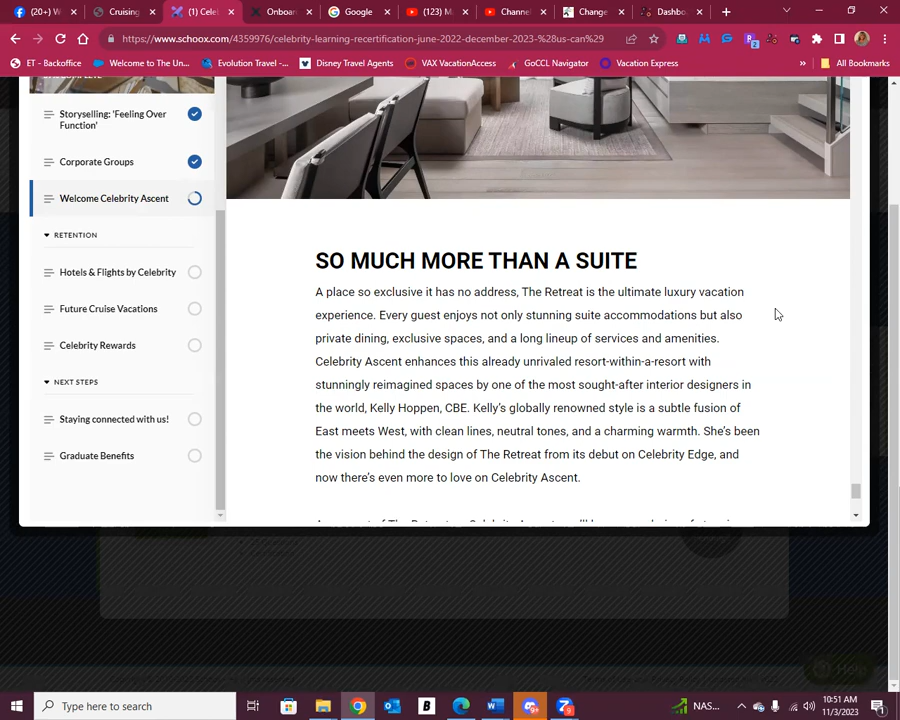 (20+) W
Cruising
(1) Cele
Onboar
Google
(123) M
Channel
Change
Dashbo
https://www.schoox.com/4359976/celebrity-learning-recertification-june-2022-december-2023-%28us-can%29
ET - Backoffice
Welcome to The Un...
Evolution Travel -...
Disney Travel Agents
VAX VacationAccess
GoCCL Navigator
Vacation Express
»
All Bookmarks
Storyselling: 'Feeling Over
Function'
Corporate Groups
Welcome Celebrity Ascent
RETENTION
Hotels & Flights by Celebrity
Future Cruise Vacations
Celebrity Rewards
NEXT STEPS
Staying connected with us!
Graduate Benefits
SO MUCH MORE THAN A SUITE
A place so exclusive it has no address, The Retreat is the ultimate luxury vacation
experience. Every guest enjoys not only stunning suite accommodations but also
private dining, exclusive spaces, and a long lineup of services and amenities.
Celebrity Ascent enhances this already unrivaled resort-within-a-resort with
stunningly reimagined spaces by one of the most sought-after interior designers in
the world, Kelly Hoppen, CBE. Kelly's globally renowned style is a subtle fusion of
East meets West, with clean lines, neutral tones, and a charming warmth. She's been
the vision behind the design of The Retreat from its debut on Celebrity Edge, and
now there's even more to love on Celebrity Ascent.
Help
Type here to search
NAS...
10:51 AM
11/3/2023